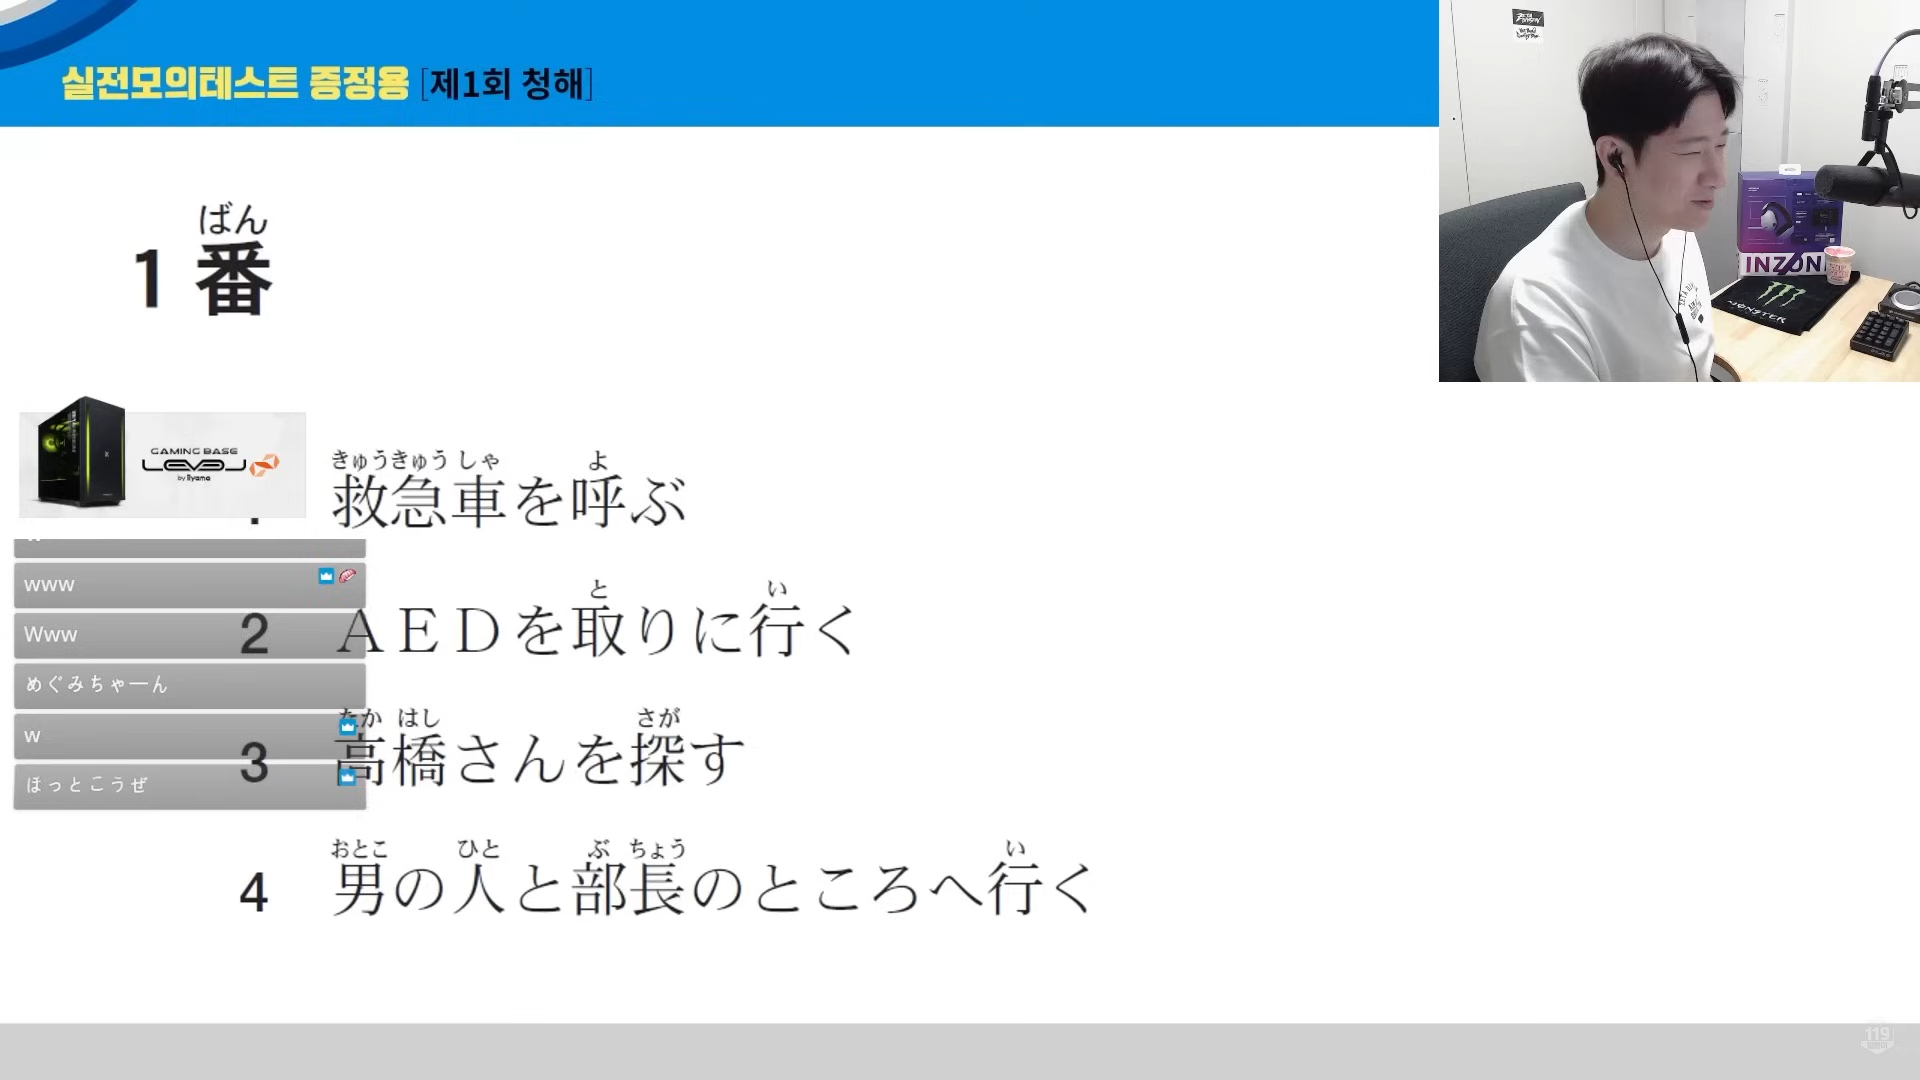 실전모의테스트 증정용 [제1회 청해]
ばん
1 番
GAMING BASE
LEVEL
by iiyama
きゅうきゅう しゃ よ
救急車を呼ぶ
と い
2 ＡＥＤを取りに行く
たか はし さが
3 高橋さんを探す
おとこ ひと ぶ ちょう い
4 男の人と部長のところへ行く
www
Www
めぐみちゃーん
w
ほっとこうぜ
INZON
MONSTER
119